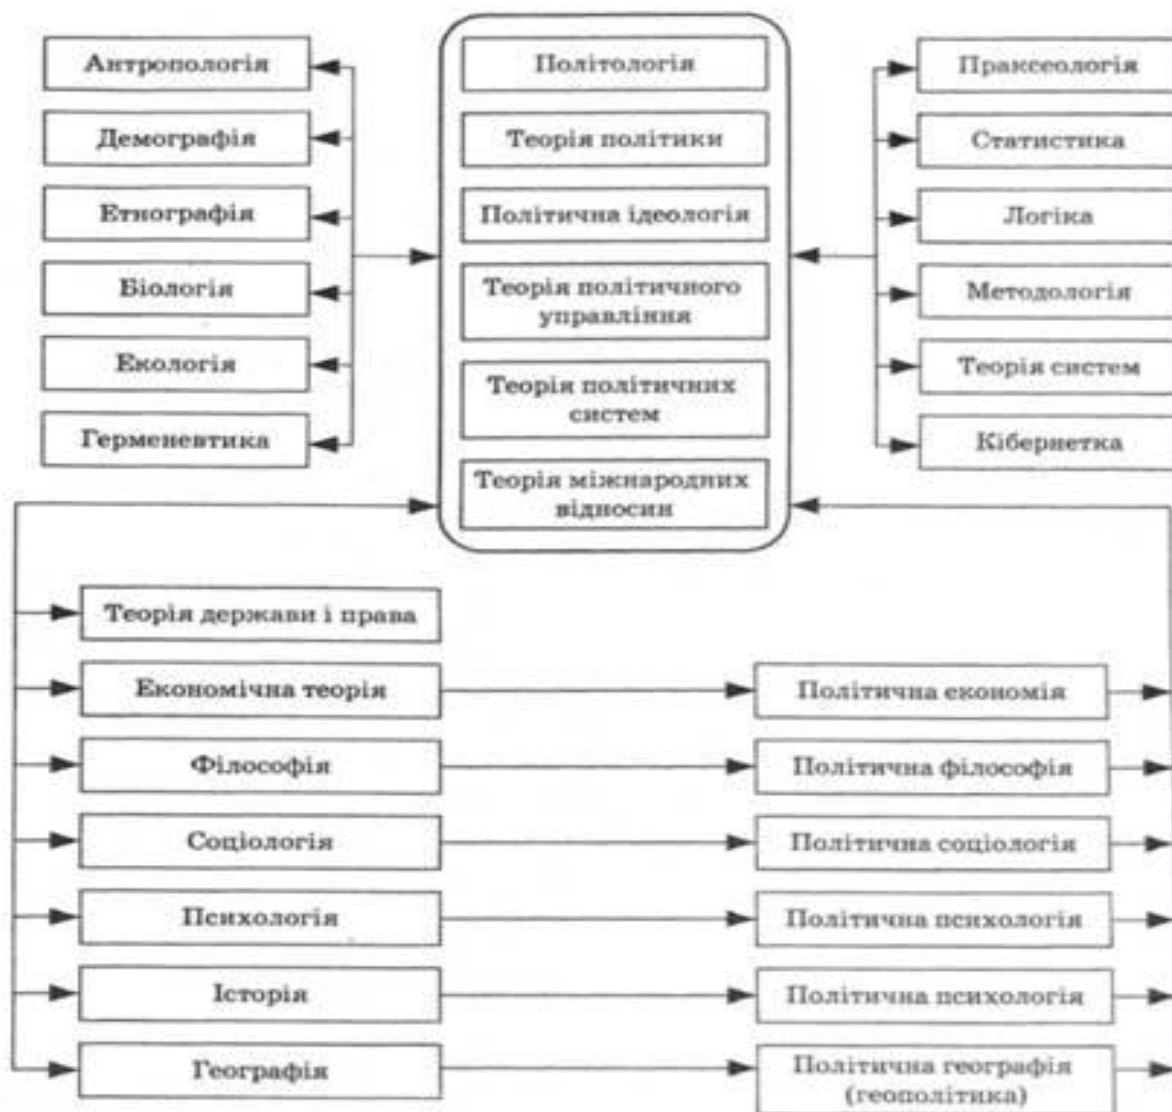 Антропологія
Демографія
Етнографія
Біологія
Екологія
Герменевтика
Політологія
Теорія політики
Політична ідеологія
Теорія політичного
управління
Теорія політичних
систем
Теорія міжнародних
відносин
Праксеологія
Статистика
Логіка
Методологія
Теорія систем
Кібернетка
Теорія держави і права
Економічна теорія
Політична економія
Філософія
Політична філософія
Соціологія
Політична соціологія
Психологія
Політична психологія
Історія
Політична психологія
Географія
Політична географія
(геополітика)